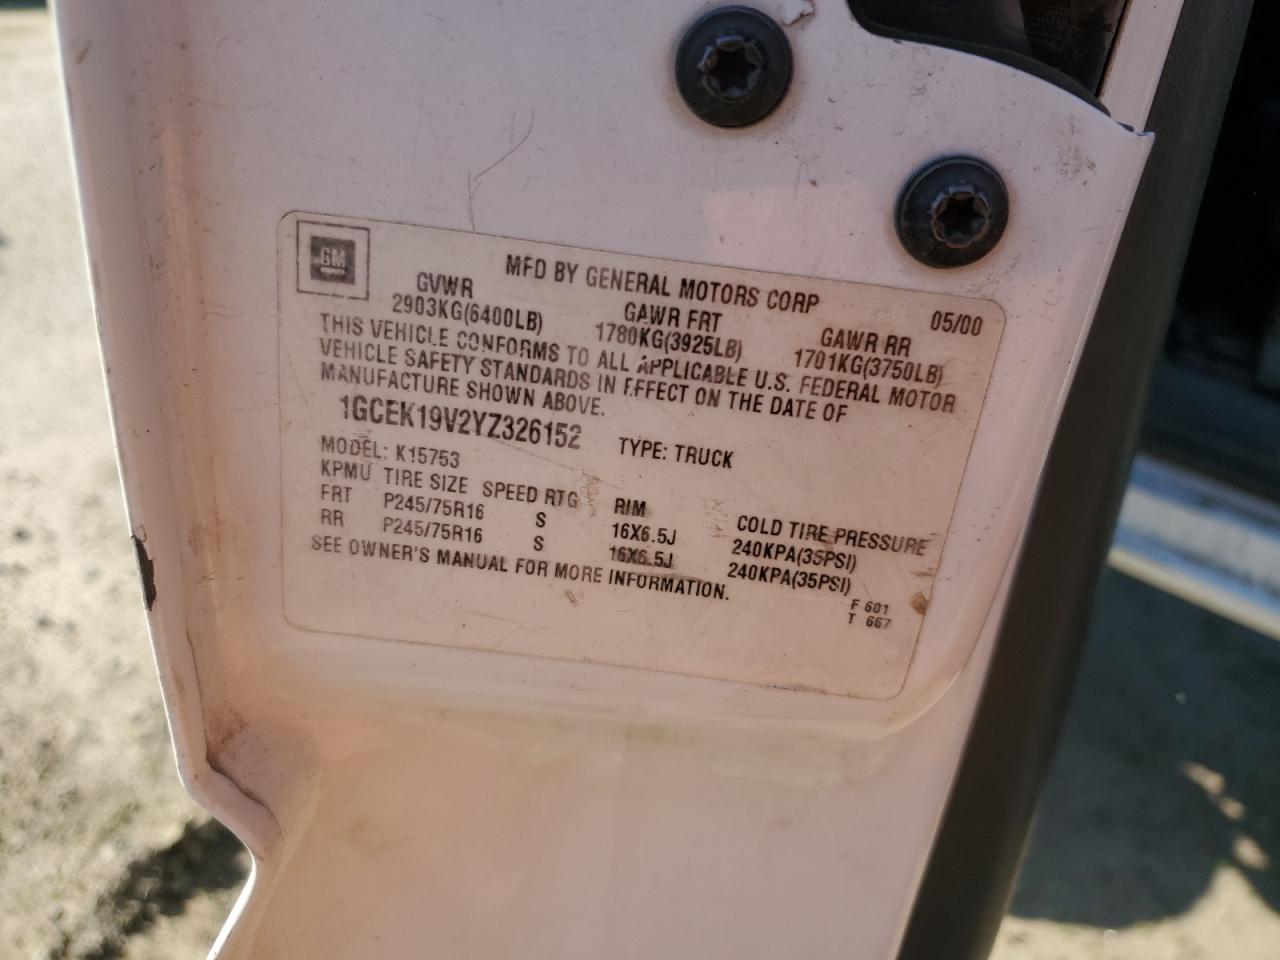 GM
MFD BY GENERAL MOTORS CORP
05/00
GVWR GAWR FRT GAWR RR
2903KG(6400LB) 1780KG(3925LB) 1701KG(3750LB)
THIS VEHICLE CONFORMS TO ALL APPLICABLE U.S. FEDERAL MOTOR
VEHICLE SAFETY STANDARDS IN EFFECT ON THE DATE OF
MANUFACTURE SHOWN ABOVE.
1GCEK19V2YZ326152 TYPE: TRUCK
MODEL: K15753
KPMU TIRE SIZE SPEED RTG RIM COLD TIRE PRESSURE
FRT P245/75R16 S 16X6.5J 240KPA(35PSI)
RR P245/75R16 S 16X6.5J 240KPA(35PSI)
SEE OWNER'S MANUAL FOR MORE INFORMATION.
F 601
T 667